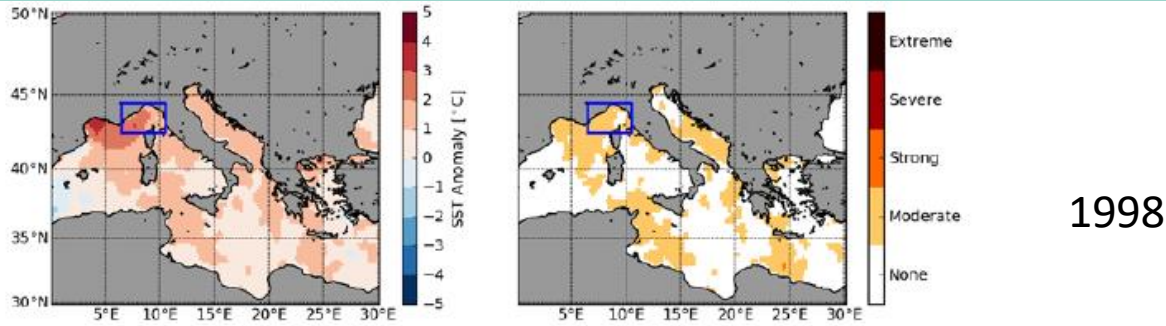 50°N
45°N
40°N
35°N
30°N
5°E 10°E 15°E 20°E 25°E 30°E
5
4
3
2
1
0
−1
−2
−3
−4
−5
SST Anomaly [°C]
5°E 10°E 15°E 20°E 25°E 30°E
Extreme
Severe
Strong
Moderate
None
1998